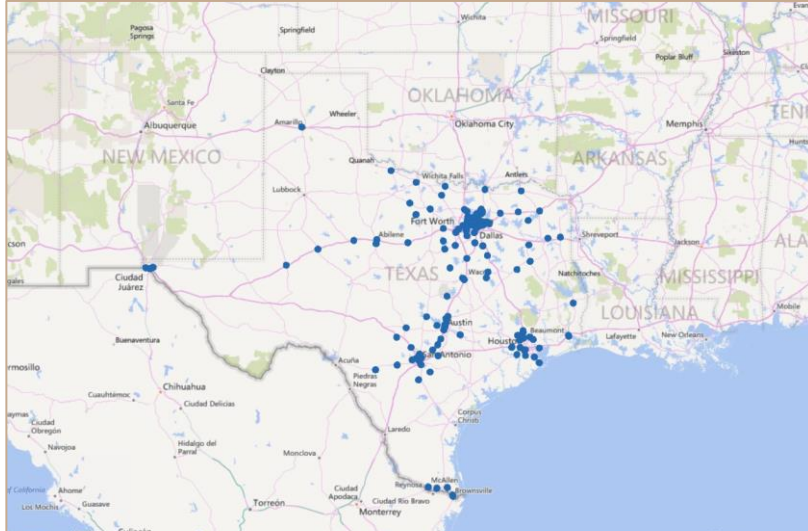 MISSOURI
Pagosa
Springs
Springfield
Wichita
Springfield
Poplar Bluff
Sikeston
Clayton
OKLAHOMA
Santa Fe
Amarillo
Wheeler
Albuquerque
Oklahoma City
Memphis
NEW MEXICO
Quanah
Wichita Falls
Antlers
ARKANSAS
Lubbock
Fort Worth
Dallas
Abilene
Shreveport
Jackson
Ciudad
Juárez
TEXAS
Waco
Natchitoches
MISSISSIPPI
LOUISIANA
Mobile
Austin
Beaumont
Lafayette
New Orleans
Houston
Buenaventura
San Antonio
Acuña
Piedras
Negras
Chihuahua
Cuauhtémoc
Ciudad Delicias
Corpus
Christi
Ciudad
Obregón
Laredo
Navojoa
Hidalgo del
Parral
Monclova
McAllen
Reynosa
Brownsville
Ahome
Ciudad
Apodaca
Ciudad Río Bravo
Los Mochis
Guasave
Torreón
Monterrey